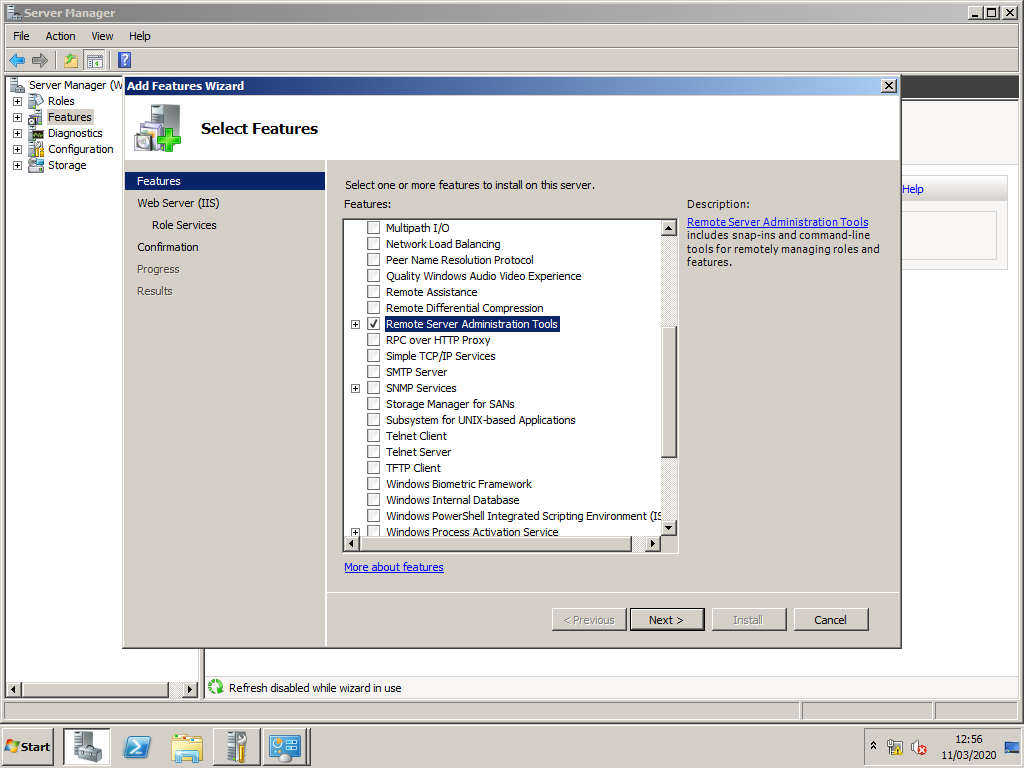 Server Manager
File Action View Help
Server Manager (W
Roles
Features
Diagnostics
Configuration
Storage
Add Features Wizard
Select Features
Features
Web Server (IIS)
Role Services
Confirmation
Progress
Results
Select one or more features to install on this server.
Features:
Multipath I/O
Network Load Balancing
Peer Name Resolution Protocol
Quality Windows Audio Video Experience
Remote Assistance
Remote Differential Compression
Remote Server Administration Tools
RPC over HTTP Proxy
Simple TCP/IP Services
SMTP Server
SNMP Services
Storage Manager for SANs
Subsystem for UNIX-based Applications
Telnet Client
Telnet Server
TFTP Client
Windows Biometric Framework
Windows Internal Database
Windows PowerShell Integrated Scripting Environment (IS
Windows Process Activation Service
More about features
Description:
Remote Server Administration Tools
includes snap-ins and command-line
tools for remotely managing roles and
features.
Help
< Previous Next > Install Cancel
Refresh disabled while wizard in use
Start
12:56
11/03/2020